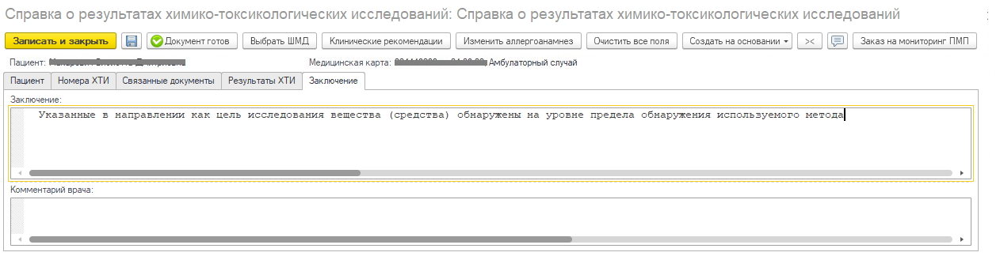 Справка о результатах химико-токсикологических исследований: Справка о результатах химико-токсикологических исследований
Записать и закрыть Документ готов Выбрать ШМД Клинические рекомендации Изменить аллергоанамнез Очистить все поля Создать на основании >< Заказ на мониторинг ПМП
Пациент: Медицинская карта: Амбулаторный случай
Пациент Номера ХТИ Связанные документы Результаты ХТИ Заключение
Заключение:
Указанные в направлении как цель исследования вещества (средства) обнаружены на уровне предела обнаружения используемого метода
Комментарий врача: